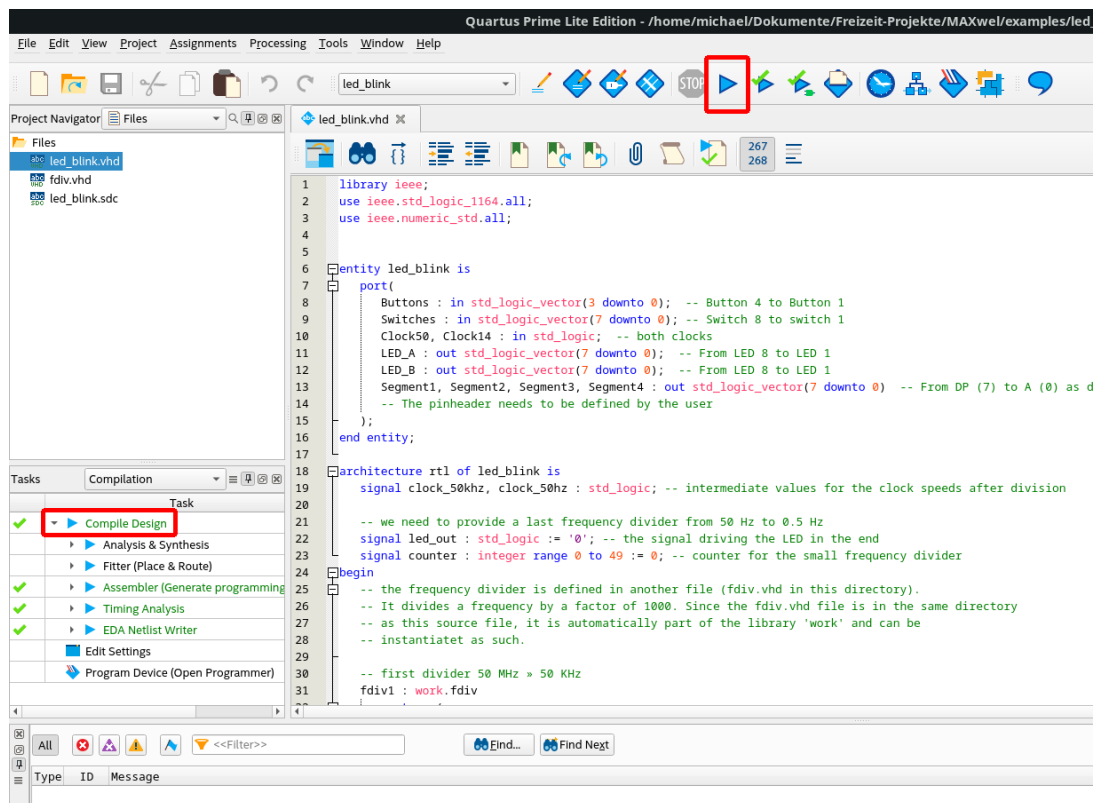 Quartus Prime Lite Edition - /home/michael/Dokumente/Freizeit-Projekte/MAXwel/examples/led_
File Edit View Project Assignments Processing Tools Window Help
led_blink
STOP
Project Navigator Files
led_blink.vhd
Files
led_blink.vhd
fdiv.vhd
led_blink.sdc
267
268
1 library ieee;
2 use ieee.std_logic_1164.all;
3 use ieee.numeric_std.all;
4
5
6 entity led_blink is
7 port(
8 Buttons : in std_logic_vector(3 downto 0); -- Button 4 to Button 1
9 Switches : in std_logic_vector(7 downto 0); -- Switch 8 to switch 1
10 Clock50, Clock14 : in std_logic; -- both clocks
11 LED_A : out std_logic_vector(7 downto 0); -- From LED 8 to LED 1
12 LED_B : out std_logic_vector(7 downto 0); -- From LED 8 to LED 1
13 Segment1, Segment2, Segment3, Segment4 : out std_logic_vector(7 downto 0) -- From DP (7) to A (0) as d
14 -- The pinheader needs to be defined by the user
15 );
16 end entity;
17
18 architecture rtl of led_blink is
19 signal clock_50khz, clock_50hz : std_logic; -- intermediate values for the clock speeds after division
20
21 -- we need to provide a last frequency divider from 50 Hz to 0.5 Hz
22 signal led_out : std_logic := '0'; -- the signal driving the LED in the end
23 signal counter : integer range 0 to 49 := 0; -- counter for the small frequency divider
24 begin
25 -- the frequency divider is defined in another file (fdiv.vhd in this directory).
26 -- It divides a frequency by a factor of 1000. Since the fdiv.vhd file is in the same directory
27 -- as this source file, it is automatically part of the library 'work' and can be
28 -- instantiatet as such.
29
30 -- first divider 50 MHz » 50 KHz
31 fdiv1 : work.fdiv
Tasks Compilation
Task
Compile Design
Analysis & Synthesis
Fitter (Place & Route)
Assembler (Generate programming
Timing Analysis
EDA Netlist Writer
Edit Settings
Program Device (Open Programmer)
All <<Filter>> Find... Find Next
Type ID Message